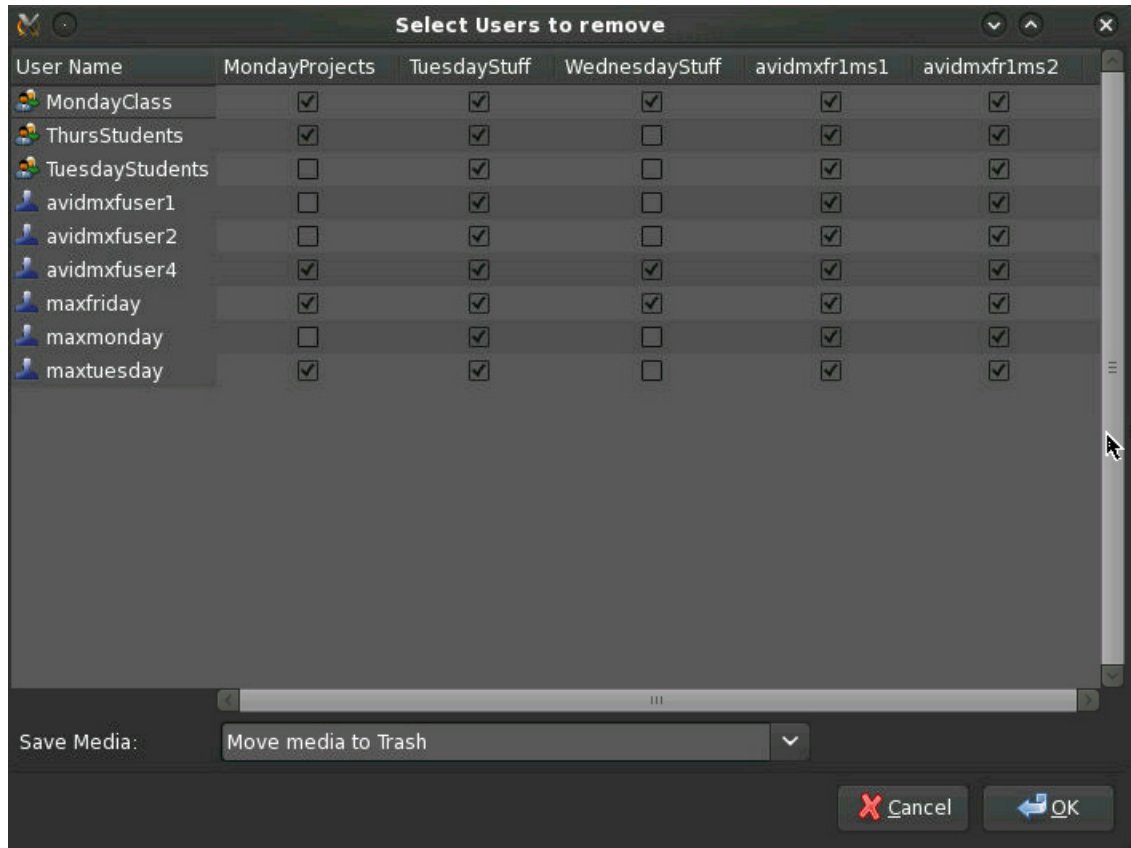 Select Users to remove
User Name MondayProjects TuesdayStuff WednesdayStuff avidmxfr1ms1 avidmxfr1ms2
MondayClass
ThursStudents
TuesdayStudents
avidmxfuser1
avidmxfuser2
avidmxfuser4
maxfriday
maxmonday
maxtuesday
Save Media: Move media to Trash
Cancel OK